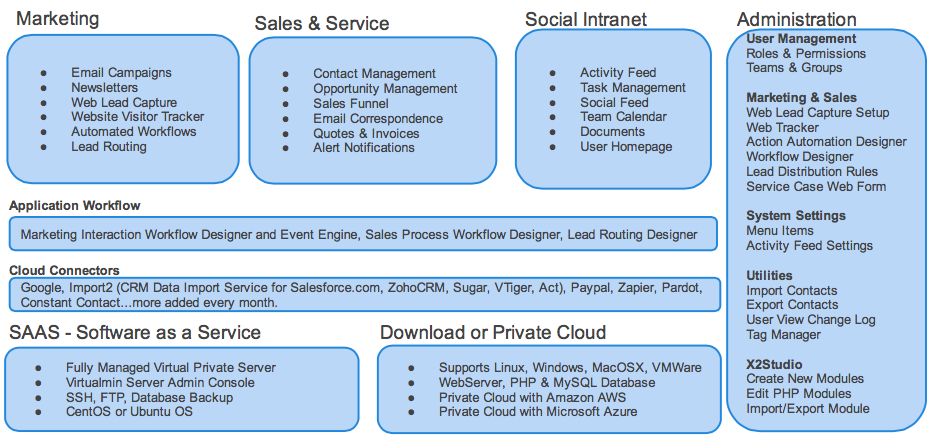 Marketing
Email Campaigns
Newsletters
Web Lead Capture
Website Visitor Tracker
Automated Workflows
Lead Routing
Sales & Service
Contact Management
Opportunity Management
Sales Funnel
Email Correspondence
Quotes & Invoices
Alert Notifications
Social Intranet
Activity Feed
Task Management
Social Feed
Team Calendar
Documents
User Homepage
Administration
User Management
Roles & Permissions
Teams & Groups
Marketing & Sales
Web Lead Capture Setup
Web Tracker
Action Automation Designer
Workflow Designer
Lead Distribution Rules
Service Case Web Form
System Settings
Menu Items
Activity Feed Settings
Utilities
Import Contacts
Export Contacts
User View Change Log
Tag Manager
X2Studio
Create New Modules
Edit PHP Modules
Import/Export Module
Application Workflow
Marketing Interaction Workflow Designer and Event Engine, Sales Process Workflow Designer, Lead Routing Designer
Cloud Connectors
Google, Import2 (CRM Data Import Service for Salesforce.com, ZohoCRM, Sugar, VTiger, Act), Paypal, Zapier, Pardot,
Constant Contact…more added every month.
SAAS - Software as a Service
Fully Managed Virtual Private Server
Virtualmin Server Admin Console
SSH, FTP, Database Backup
CentOS or Ubuntu OS
Download or Private Cloud
Supports Linux, Windows, MacOSX, VMWare
WebServer, PHP & MySQL Database
Private Cloud with Amazon AWS
Private Cloud with Microsoft Azure